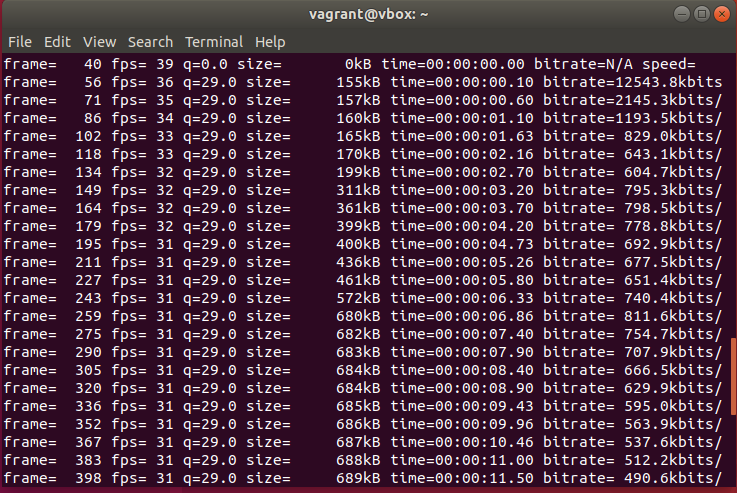 vagrant@vbox: ~
File Edit View Search Terminal Help
frame=   40 fps= 39 q=0.0 size=       0kB time=00:00:00.00 bitrate=N/A speed=
frame=   56 fps= 36 q=29.0 size=     155kB time=00:00:00.10 bitrate=12543.8kbits
frame=   71 fps= 35 q=29.0 size=     157kB time=00:00:00.60 bitrate=2145.3kbits/
frame=   86 fps= 34 q=29.0 size=     160kB time=00:00:01.10 bitrate=1193.5kbits/
frame=  102 fps= 33 q=29.0 size=     165kB time=00:00:01.63 bitrate= 829.0kbits/
frame=  118 fps= 33 q=29.0 size=     170kB time=00:00:02.16 bitrate= 643.1kbits/
frame=  134 fps= 32 q=29.0 size=     199kB time=00:00:02.70 bitrate= 604.7kbits/
frame=  149 fps= 32 q=29.0 size=     311kB time=00:00:03.20 bitrate= 795.3kbits/
frame=  164 fps= 32 q=29.0 size=     361kB time=00:00:03.70 bitrate= 798.5kbits/
frame=  179 fps= 32 q=29.0 size=     399kB time=00:00:04.20 bitrate= 778.8kbits/
frame=  195 fps= 31 q=29.0 size=     400kB time=00:00:04.73 bitrate= 692.9kbits/
frame=  211 fps= 31 q=29.0 size=     436kB time=00:00:05.26 bitrate= 677.5kbits/
frame=  227 fps= 31 q=29.0 size=     461kB time=00:00:05.80 bitrate= 651.4kbits/
frame=  243 fps= 31 q=29.0 size=     572kB time=00:00:06.33 bitrate= 740.4kbits/
frame=  259 fps= 31 q=29.0 size=     680kB time=00:00:06.86 bitrate= 811.6kbits/
frame=  275 fps= 31 q=29.0 size=     682kB time=00:00:07.40 bitrate= 754.7kbits/
frame=  290 fps= 31 q=29.0 size=     683kB time=00:00:07.90 bitrate= 707.9kbits/
frame=  305 fps= 31 q=29.0 size=     684kB time=00:00:08.40 bitrate= 666.5kbits/
frame=  320 fps= 31 q=29.0 size=     684kB time=00:00:08.90 bitrate= 629.9kbits/
frame=  336 fps= 31 q=29.0 size=     685kB time=00:00:09.43 bitrate= 595.0kbits/
frame=  352 fps= 31 q=29.0 size=     686kB time=00:00:09.96 bitrate= 563.9kbits/
frame=  367 fps= 31 q=29.0 size=     687kB time=00:00:10.46 bitrate= 537.6kbits/
frame=  383 fps= 31 q=29.0 size=     688kB time=00:00:11.00 bitrate= 512.2kbits/
frame=  398 fps= 31 q=29.0 size=     689kB time=00:00:11.50 bitrate= 490.6kbits/